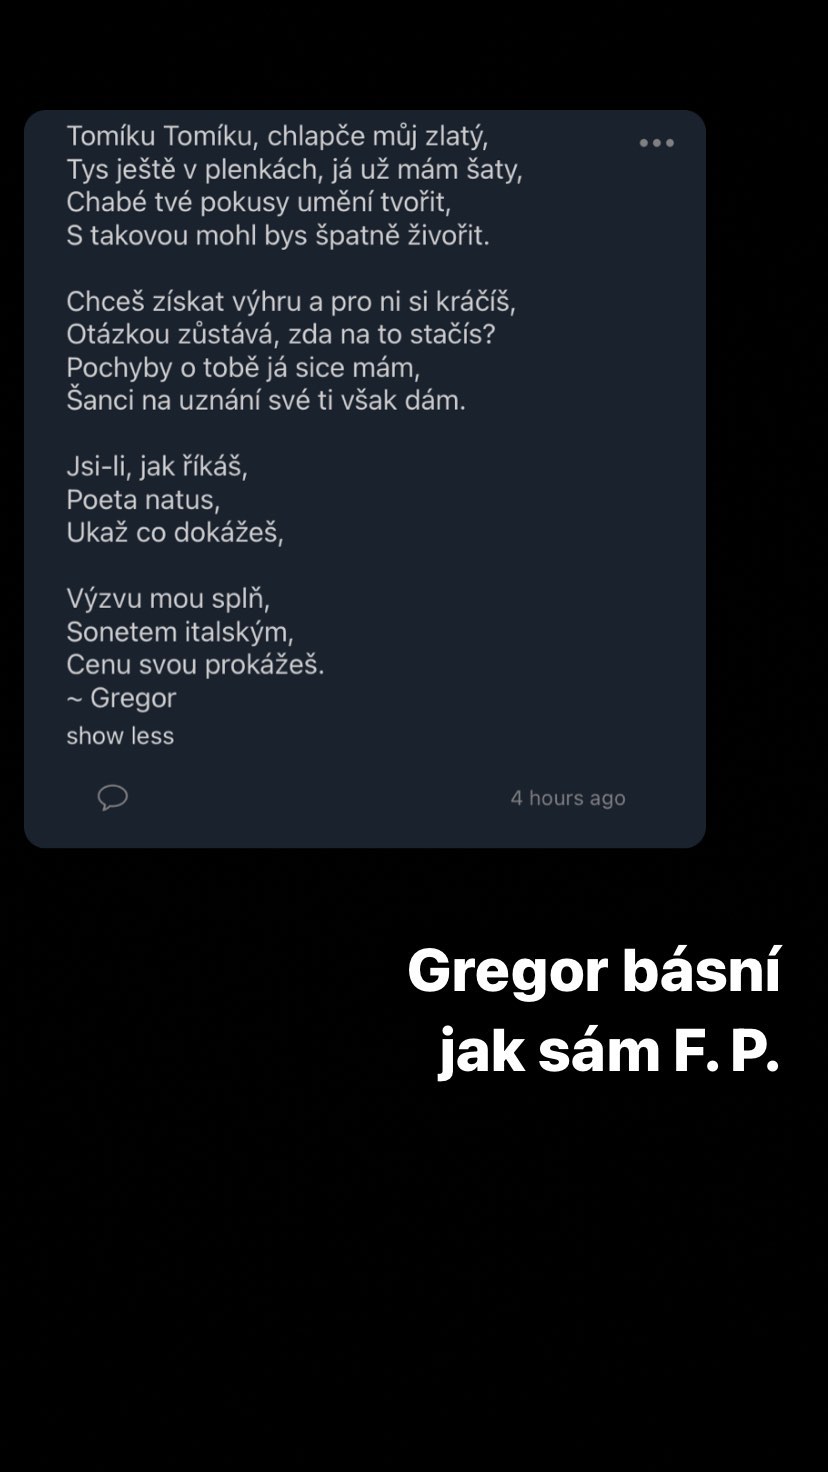 Tomíku Tomíku, chlapče můj zlatý,
Tys ještě v plenkách, já už mám šaty,
Chabé tvé pokusy umění tvořit,
S takovou mohl bys špatně živořit.
Chceš získat výhru a pro ni si kráčíš,
Otázkou zůstává, zda na to stačís?
Pochyby o tobě já sice mám,
Šanci na uznání své ti však dám.
Jsi-li, jak říkáš,
Poeta natus,
Ukaž co dokážeš,
Výzvu mou splň,
Sonetem italským,
Cenu svou prokážeš.
~ Gregor
show less
4 hours ago
Gregor básní
jak sám F. P.